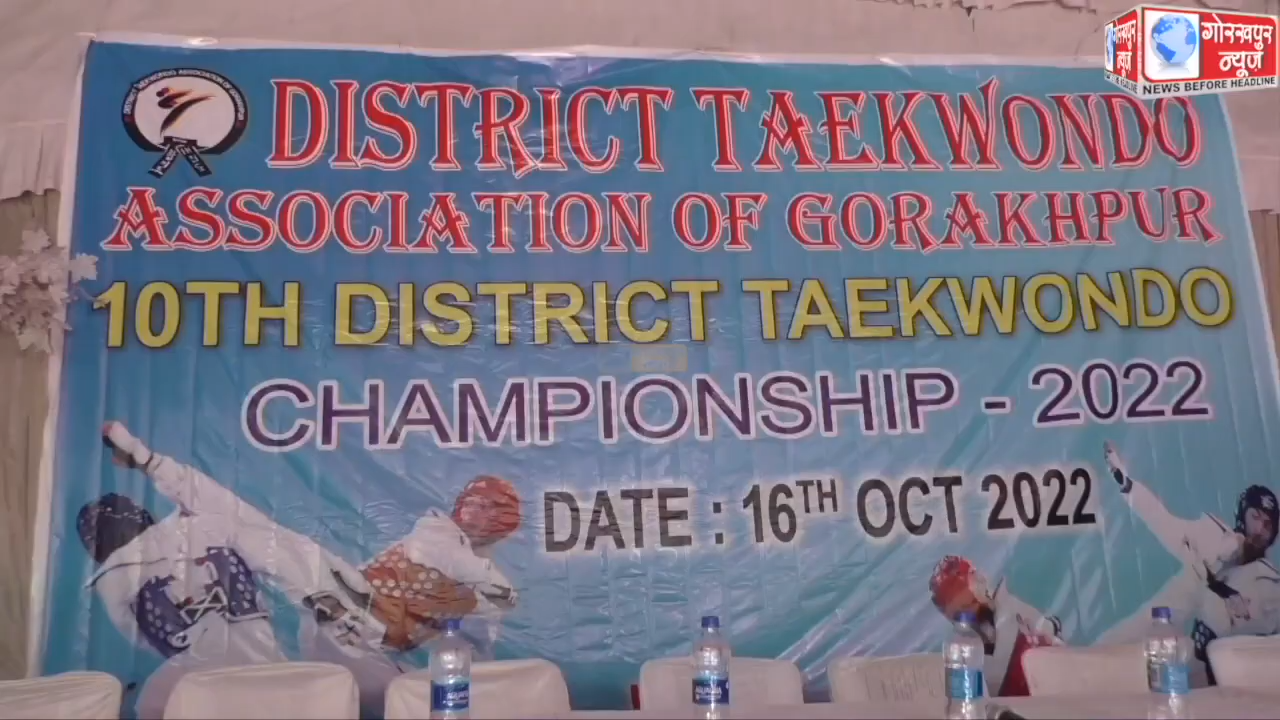 गोरखपुर
न्यूज़
NEWS BEFORE HEADLINE
DISTRICT TAEKWONDO
ASSOCIATION OF GORAKHPUR
10TH DISTRICT TAEKWONDO
CHAMPIONSHIP - 2022
DATE : 16TH OCT 2022